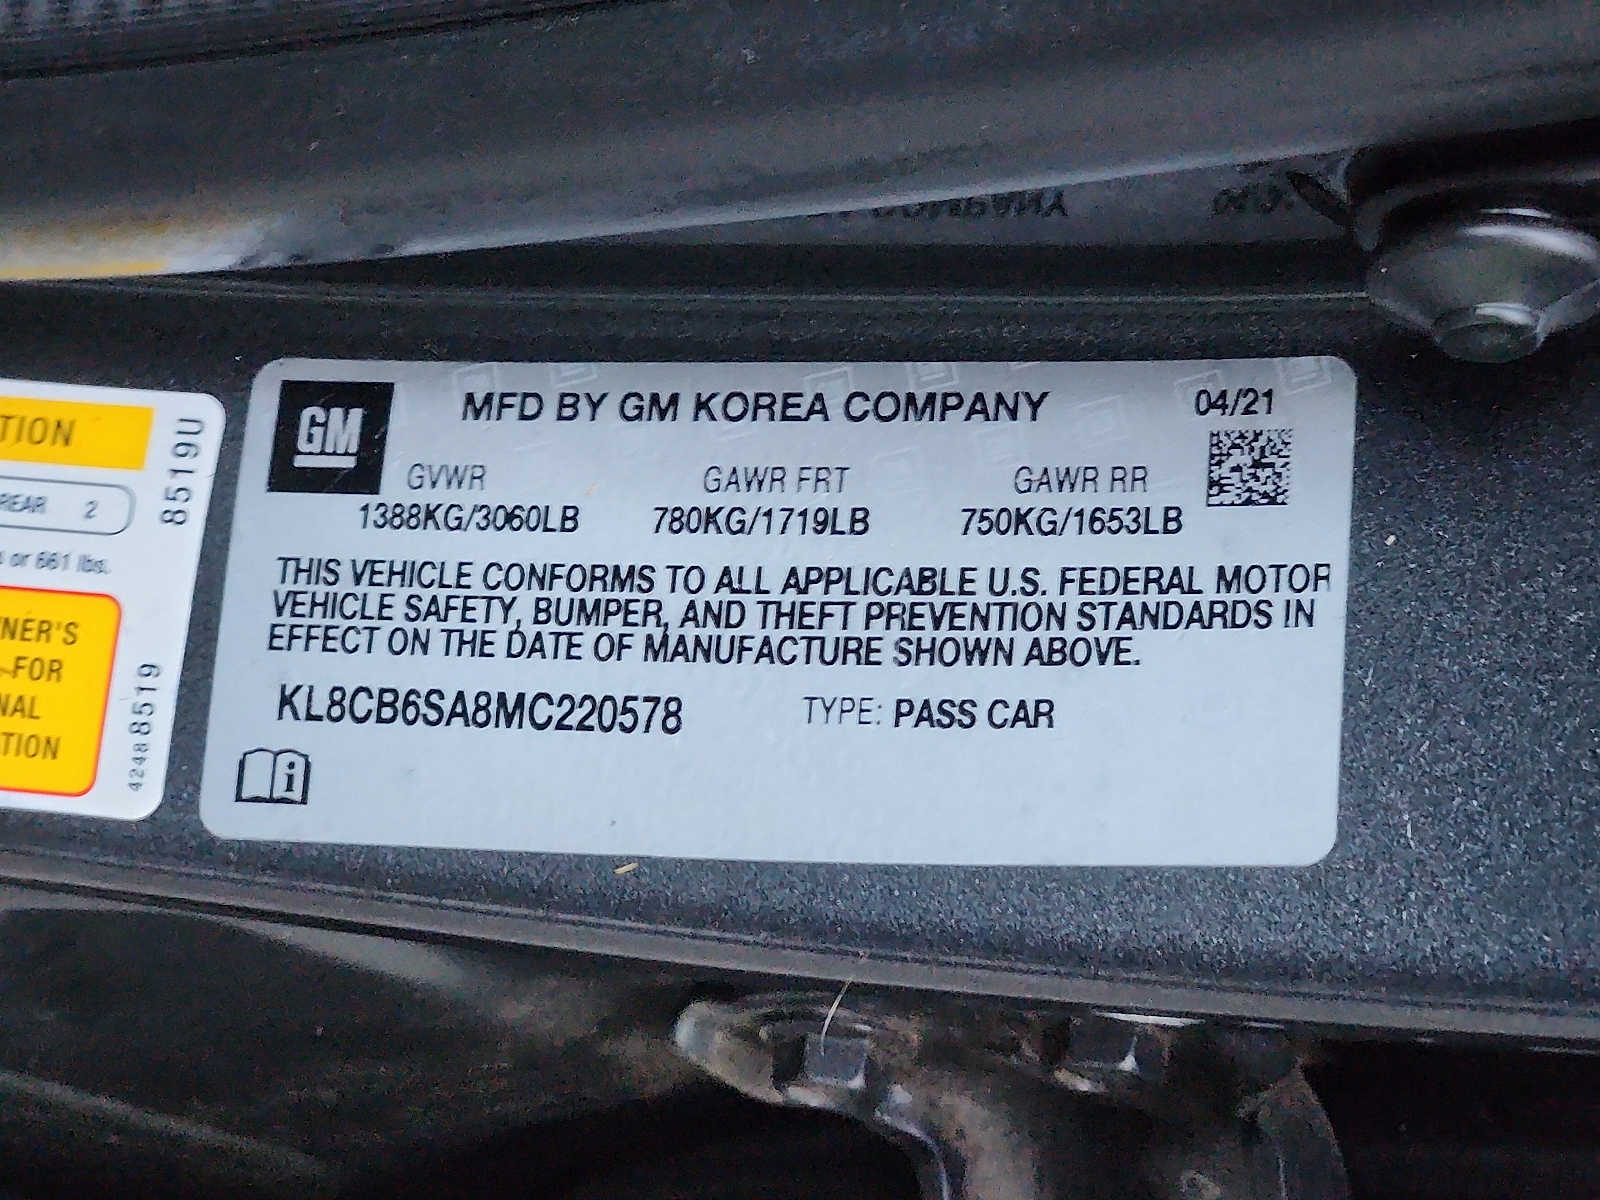 TION
REAR 2
or 661 lbs.
NER'S
FOR
NAL
TION
8519U
42488519
GM
MFD BY GM KOREA COMPANY
04/21
GVWR GAWR FRT GAWR RR
1388KG/3060LB 780KG/1719LB 750KG/1653LB
THIS VEHICLE CONFORMS TO ALL APPLICABLE U.S. FEDERAL MOTOR
VEHICLE SAFETY, BUMPER, AND THEFT PREVENTION STANDARDS IN
EFFECT ON THE DATE OF MANUFACTURE SHOWN ABOVE.
KL8CB6SA8MC220578 TYPE: PASS CAR